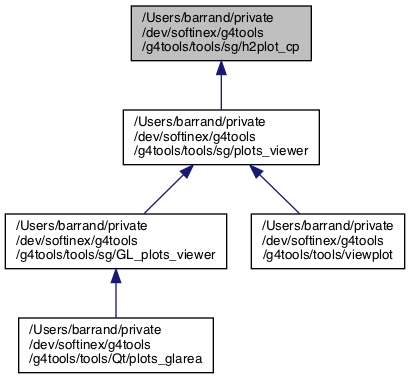 /Users/barrand/private
/dev/softinex/g4tools
/g4tools/tools/sg/h2plot_cp
/Users/barrand/private
/dev/softinex/g4tools
/g4tools/tools/sg/plots_viewer
/Users/barrand/private
/dev/softinex/g4tools
/g4tools/tools/sg/GL_plots_viewer
/Users/barrand/private
/dev/softinex/g4tools
/g4tools/tools/viewplot
/Users/barrand/private
/dev/softinex/g4tools
/g4tools/tools/Qt/plots_glarea